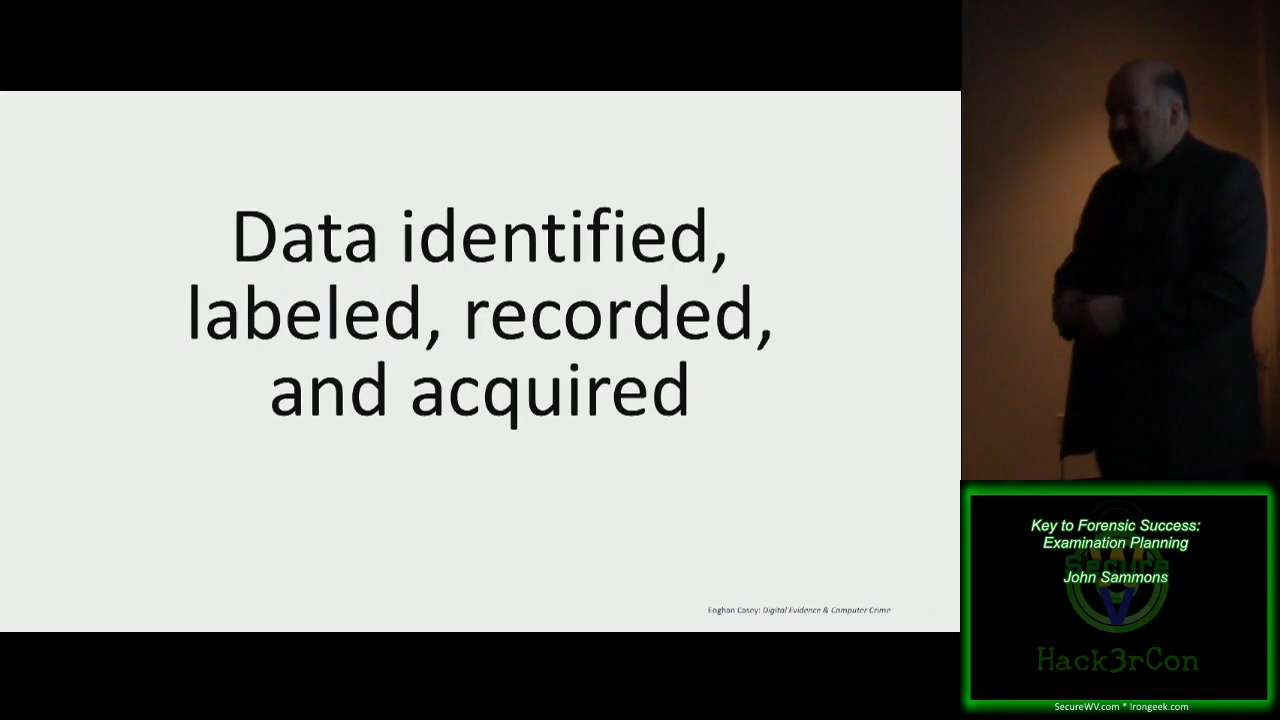 Data identified,
labeled, recorded,
and acquired
Eoghan Casey: Digital Evidence & Computer Crime
Key to Forensic Success:
Examination Planning
John Sammons
Secure
W
V
Hack3rCon
SecureWV.com * Irongeek.com